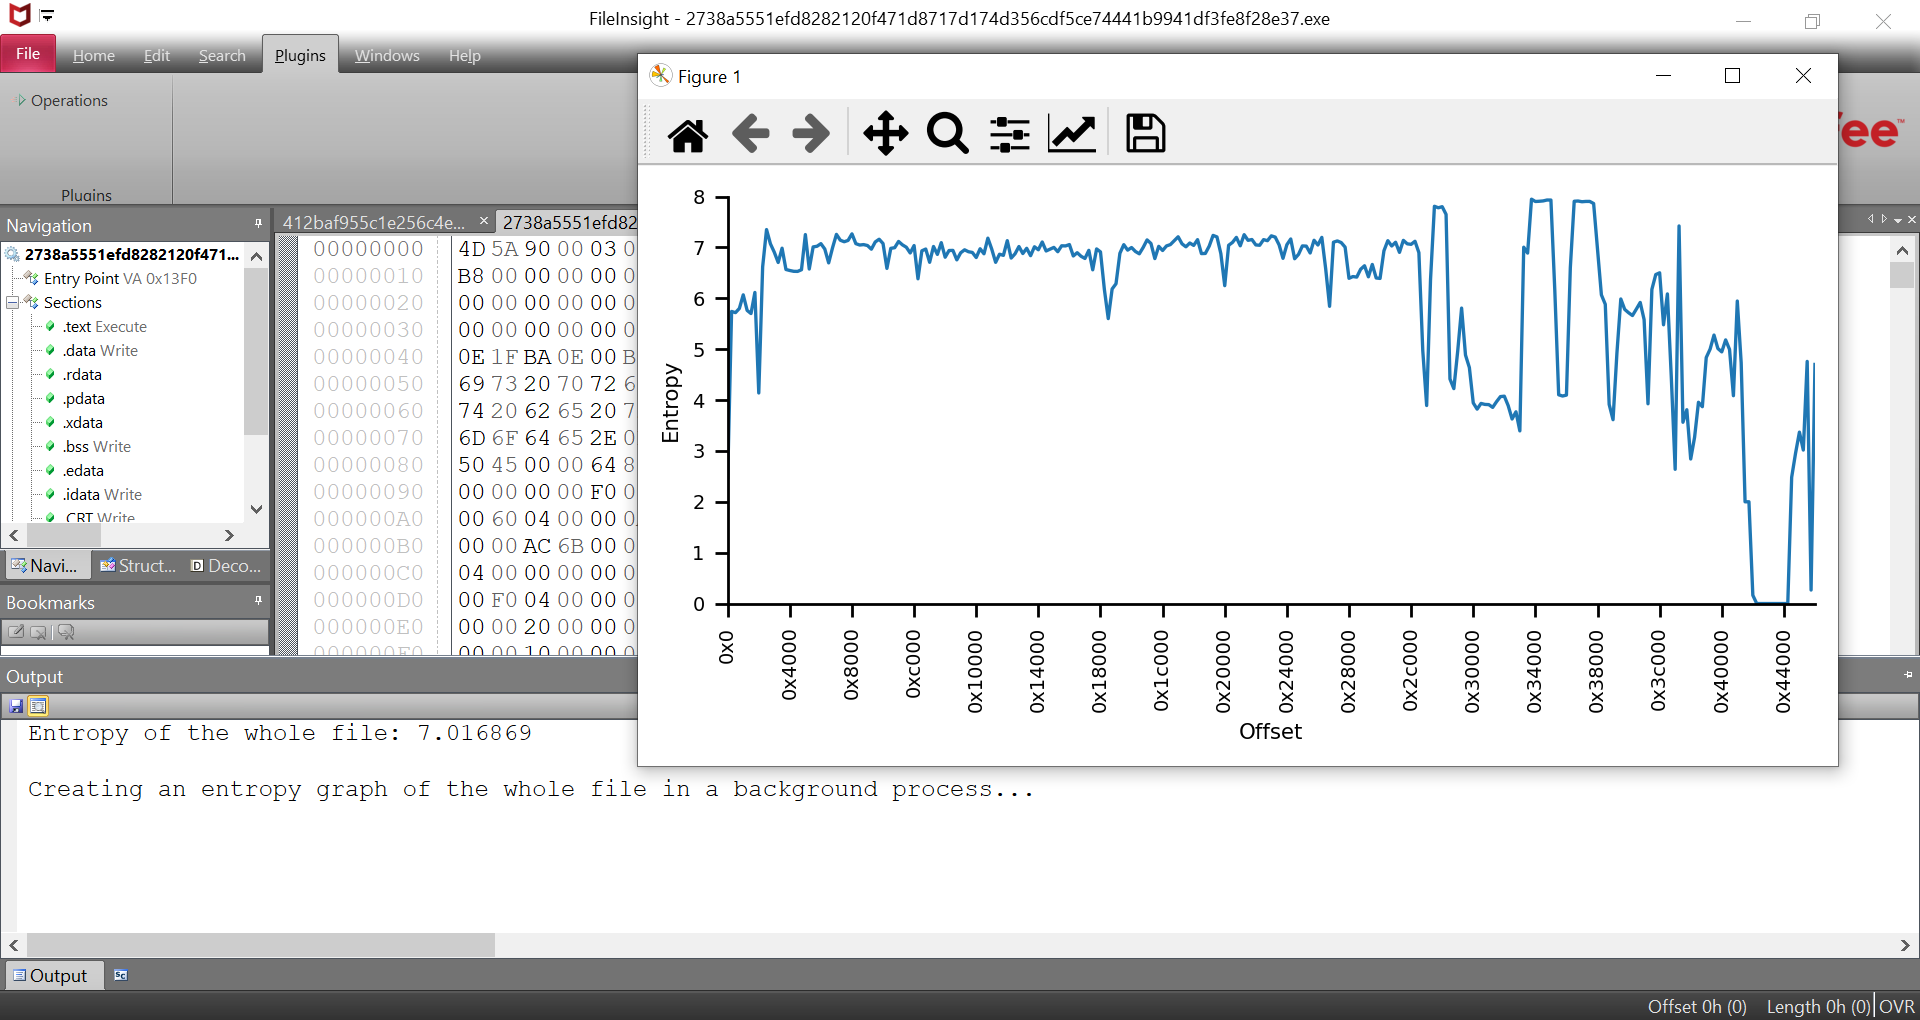 FileInsight - 2738a5551efd8282120f471d8717d174d356cdf5ce74441b9941df3fe8f28e37.exe
File Home Edit Search Plugins Windows Help
Operations
Plugins
fee™
Figure 1
Navigation
412baf955c1e256c4e... × 2738a5551efd82
2738a5551efd8282120f471...
Entry Point VA 0x13F0
Sections
.text Execute
.data Write
.rdata
.pdata
.xdata
.bss Write
.edata
.idata Write
.CRT Write
Navi... Struct... Deco...
00000000 4D 5A 90 00 03 0
00000010 B8 00 00 00 00 0
00000020 00 00 00 00 00 0
00000030 00 00 00 00 00 0
00000040 0E 1F BA 0E 00 B
00000050 69 73 20 70 72 6
00000060 74 20 62 65 20 7
00000070 6D 6F 64 65 2E 0
00000080 50 45 00 00 64 8
00000090 00 00 00 00 F0 0
000000A0 00 60 04 00 00
000000B0 00 00 AC 6B 00 0
000000C0 04 00 00 00 00 0
000000D0 00 F0 04 00 00 0
000000E0 00 00 20 00 00 0
000000F0 00 00 10 00 00 0
8
7
6
5
4
3
2
1
0
Entropy
0x0 0x4000 0x8000 0xc000 0x10000 0x14000 0x18000 0x1c000 0x20000 0x24000 0x28000 0x2c000 0x30000 0x34000 0x38000 0x3c000 0x40000 0x44000
Offset
Bookmarks
Output
Entropy of the whole file: 7.016869
Creating an entropy graph of the whole file in a background process...
Output
Offset 0h (0) Length 0h (0) OVR